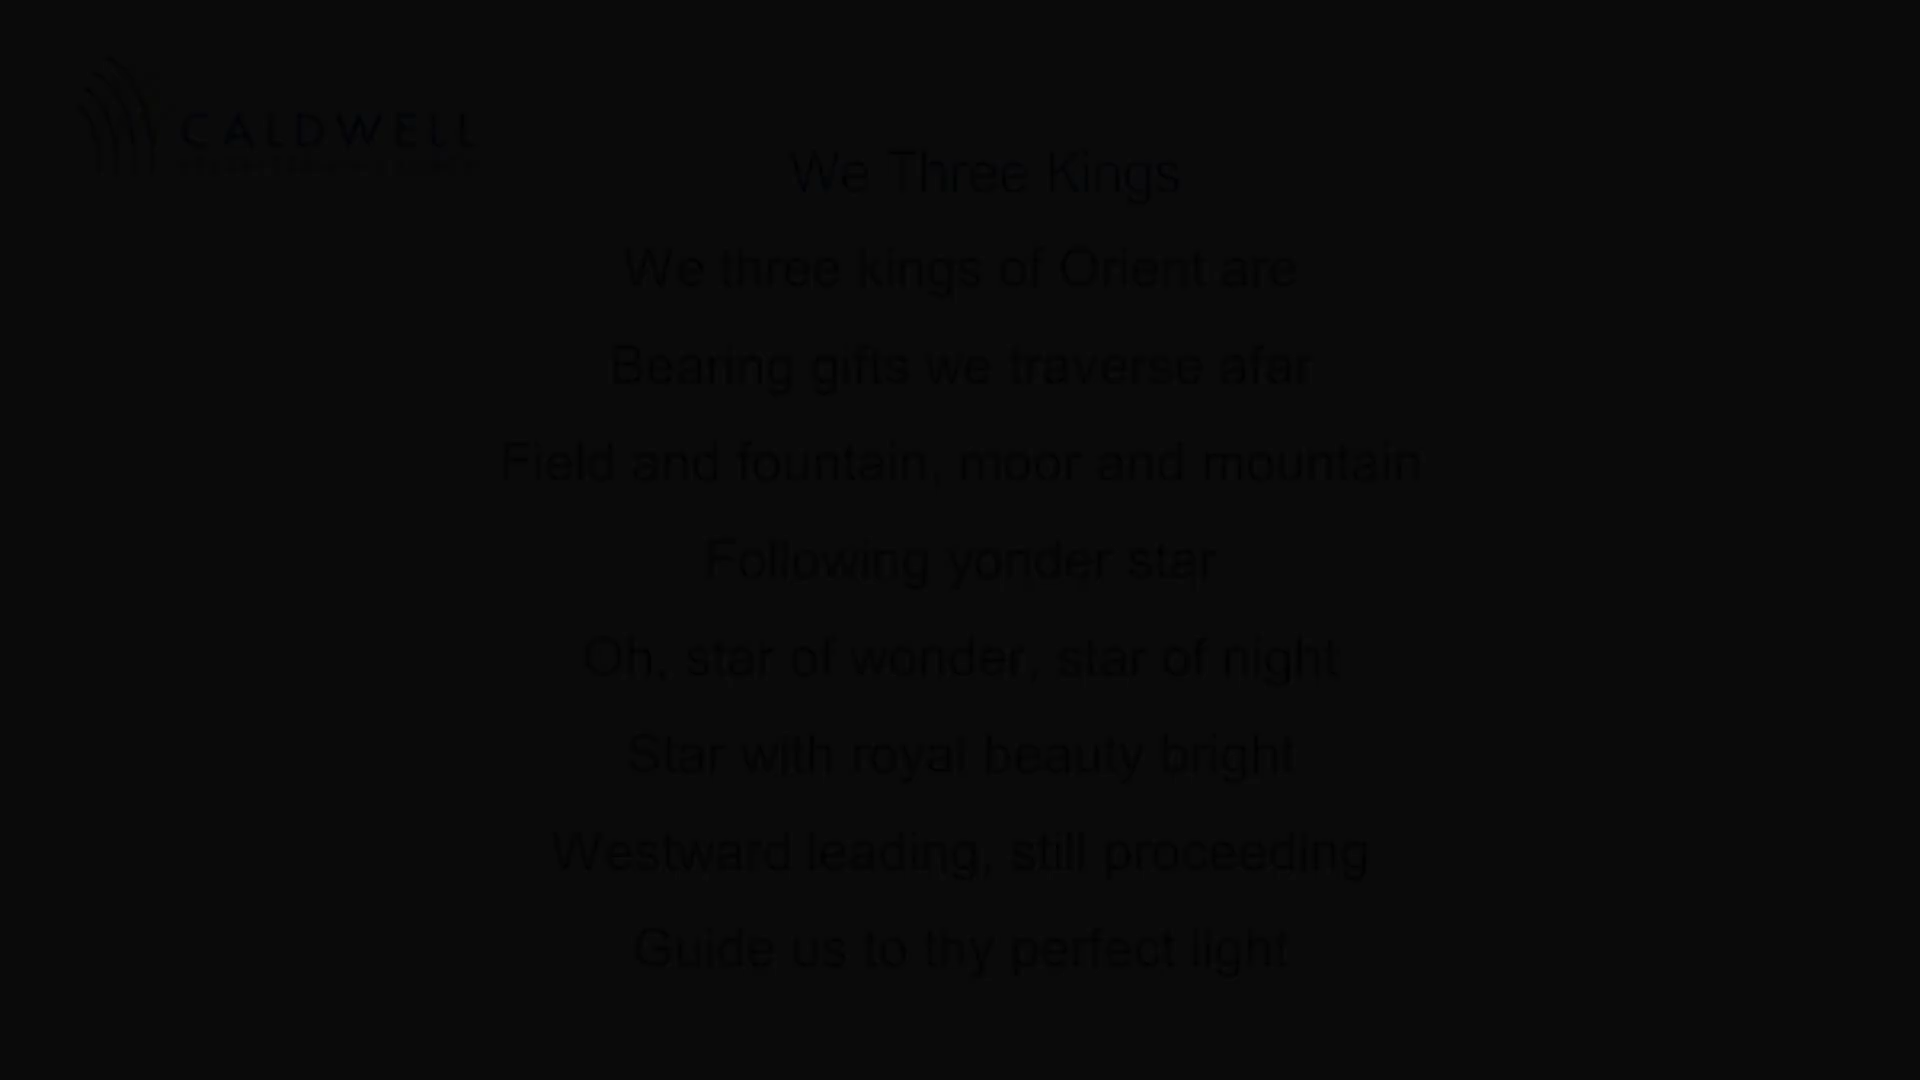 CALDWELL
We Three Kings
We three kings of Orient are
Bearing gifts we traverse afar
Field and fountain, moor and mountain
Following yonder star
Oh, star of wonder, star of night
Star with royal beauty bright
Westward leading, still proceeding
Guide us to thy perfect light